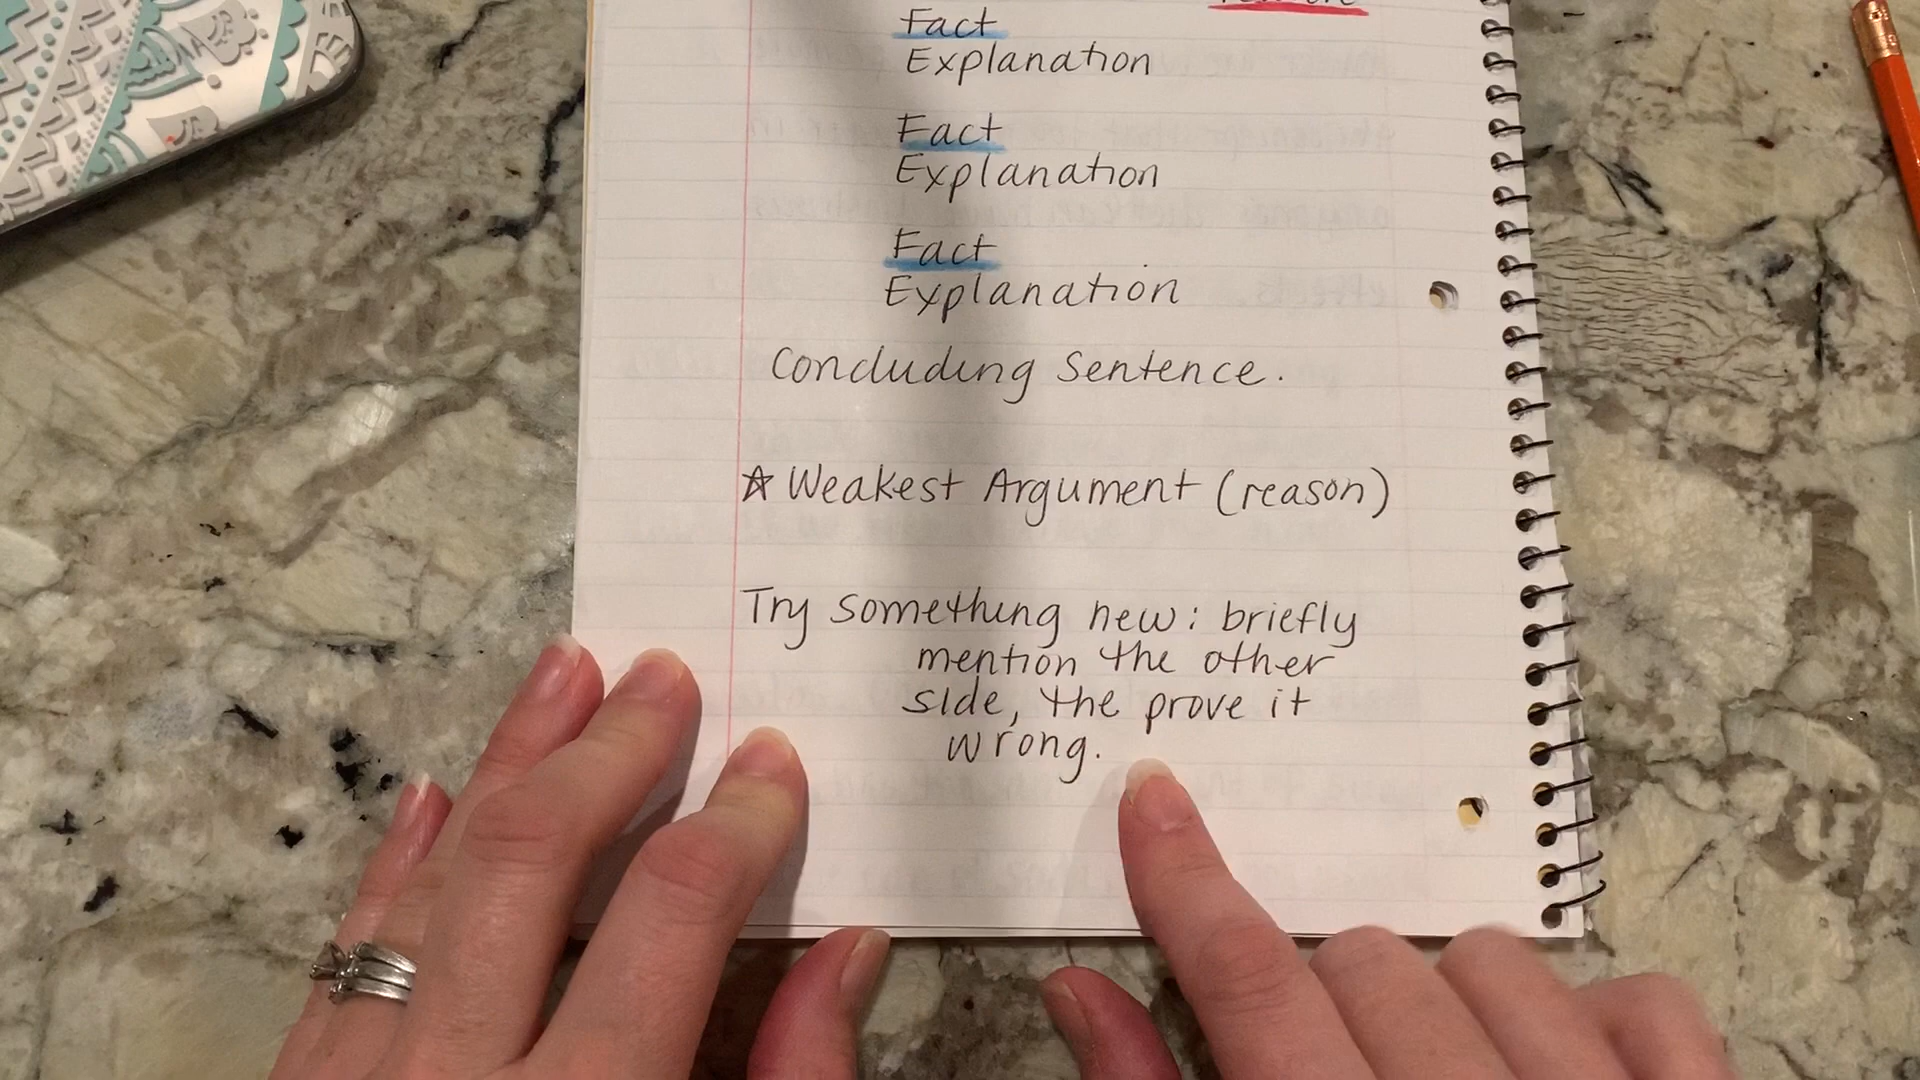 Fact
Explanation
Fact
Explanation
Fact
Explanation
Concluding Sentence.
☆ Weakest Argument (reason)
Try something new: briefly
mention the other
side, the prove it
wrong.